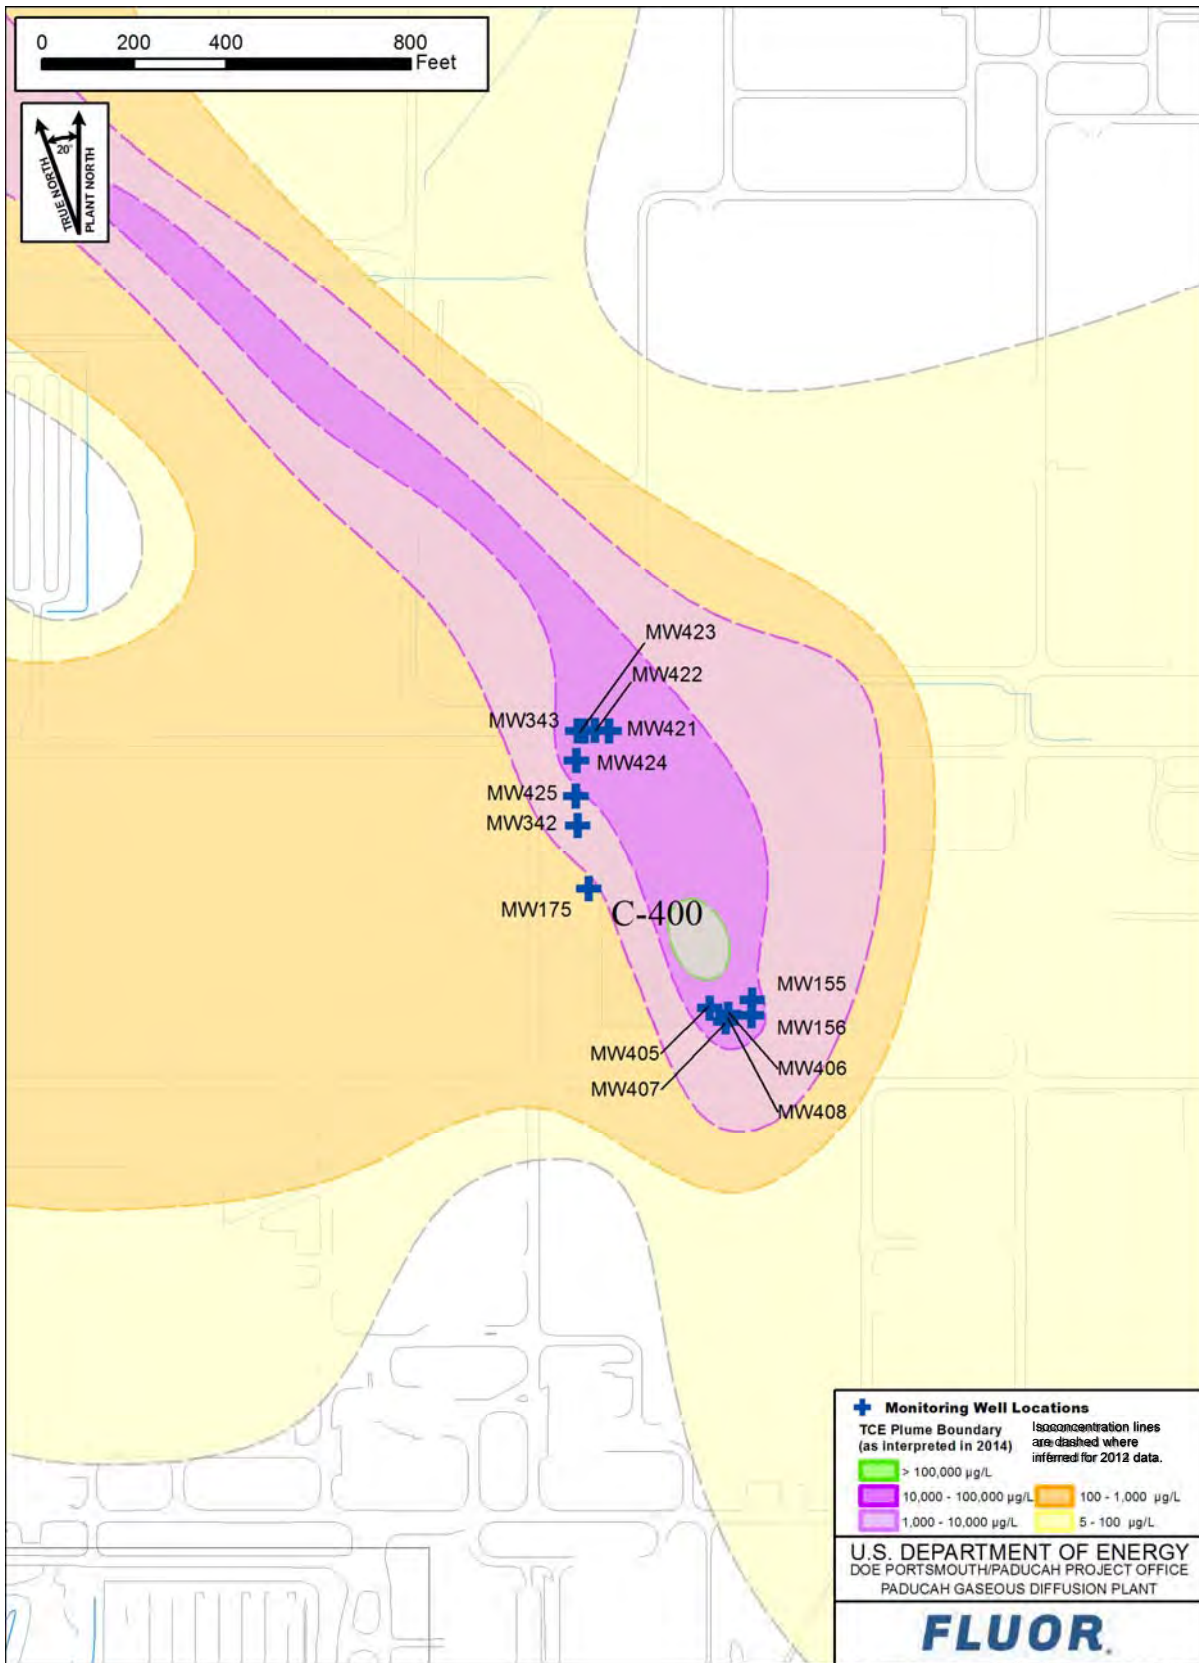 0 200 400 800
Feet
20°
TRUE NORTH
PLANT NORTH
MW423
MW422
MW343
MW421
MW424
MW425
MW342
MW175
C-400
MW155
MW156
MW405
MW406
MW407
MW408
Monitoring Well Locations
TCE Plume Boundary
(as interpreted in 2014)
Isoconcentration lines
are dashed where
inferred for data.
> 100,000 µg/L
10,000 - 100,000 µg/L
100 - 1,000 µg/L
1,000 - 10,000 µg/L
5 - 100 µg/L
U.S. DEPARTMENT OF ENERGY
DOE PORTSMOUTH/PADUCAH PROJECT OFFICE
PADUCAH GASEOUS DIFFUSION PLANT
FLUOR.